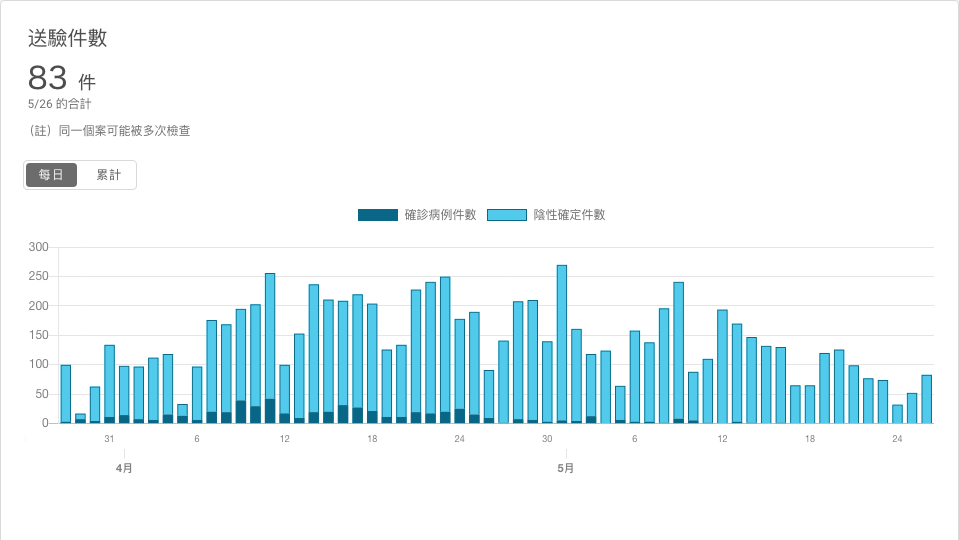 送驗件數
83 件
5/26 的合計
（註）同一個案可能被多次檢查
每日 累計
確診病例件數 陰性確定件數
300
250
200
150
100
50
0
31 6 12 18 24 30 6 12 18 24
4月 5月